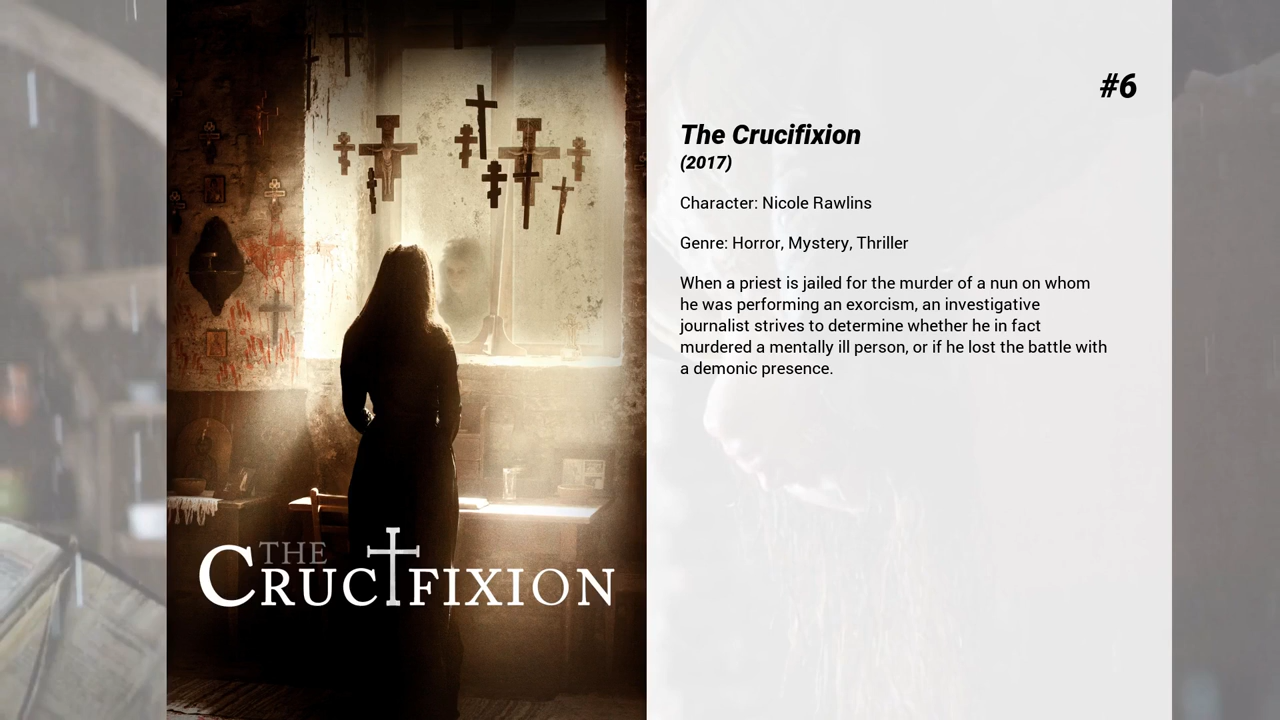 THE
CRUCIFIXION
#6
The Crucifixion
(2017)
Character: Nicole Rawlins
Genre: Horror, Mystery, Thriller
When a priest is jailed for the murder of a nun on whom
he was performing an exorcism, an investigative
journalist strives to determine whether he in fact
murdered a mentally ill person, or if he lost the battle with
a demonic presence.